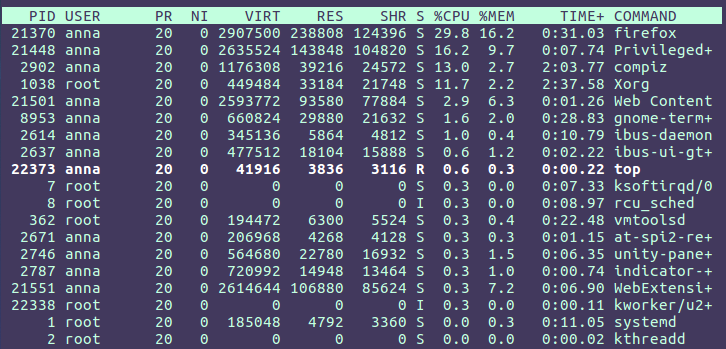 PID USER PR NI VIRT RES SHR S %CPU %MEM TIME+ COMMAND
21370 anna 20 0 2907500 238808 124396 S 29.8 16.2 0:31.03 firefox
21448 anna 20 0 2635524 143848 104820 S 16.2 9.7 0:07.74 Privileged+
2902 anna 20 0 1176308 39216 24572 S 13.0 2.7 2:03.77 compiz
1038 root 20 0 449484 33184 21748 S 11.7 2.2 2:37.58 Xorg
21501 anna 20 0 2593772 93580 77884 S 2.9 6.3 0:01.26 Web Content
8953 anna 20 0 660824 29880 21632 S 1.6 2.0 0:28.83 gnome-term+
2614 anna 20 0 345136 5864 4812 S 1.0 0.4 0:10.79 ibus-daemon
2637 anna 20 0 477512 18104 15888 S 0.6 1.2 0:02.22 ibus-ui-gt+
22373 anna 20 0 41916 3836 3116 R 0.6 0.3 0:00.22 top
7 root 20 0 0 0 0 S 0.3 0.0 0:07.33 ksoftirqd/0
8 root 20 0 0 0 0 I 0.3 0.0 0:08.97 rcu_sched
362 root 20 0 194472 6300 5524 S 0.3 0.4 0:22.48 vmtoolsd
2671 anna 20 0 206968 4268 4128 S 0.3 0.3 0:01.15 at-spi2-re+
2746 anna 20 0 564680 22780 16932 S 0.3 1.5 0:06.35 unity-pane+
2787 anna 20 0 720992 14948 13464 S 0.3 1.0 0:00.74 indicator-+
21551 anna 20 0 2614644 106880 85624 S 0.3 7.2 0:06.90 WebExtensi+
22338 root 20 0 0 0 0 I 0.3 0.0 0:00.11 kworker/u2+
1 root 20 0 185048 4792 3360 S 0.0 0.3 0:11.05 systemd
2 root 20 0 0 0 0 S 0.0 0.0 0:00.02 kthreadd